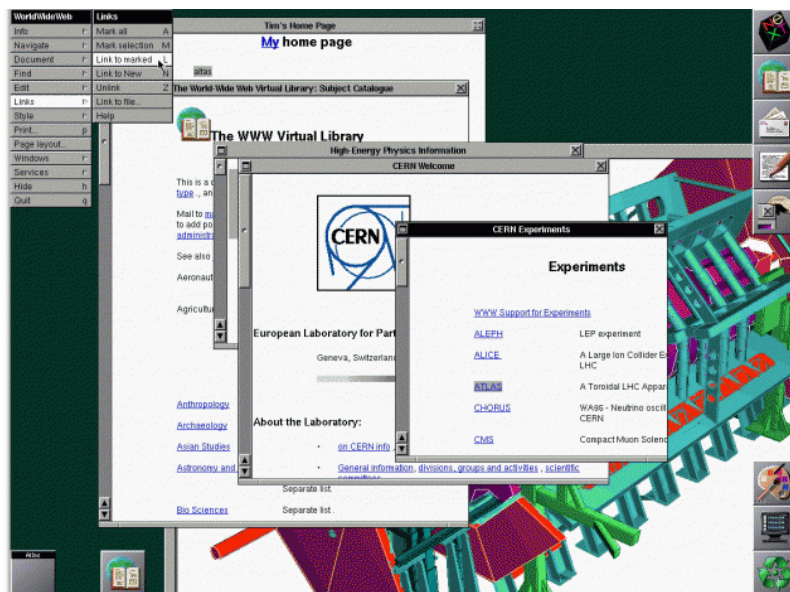 WorldWideWeb
Info
Navigate
Document
Find
Edit
Links
Style
Print... p
Page layout...
Windows
Services
Hide h
Quit q
Links
Mark all A
Mark selection M
Link to marked L
Link to New N
Unlink Z
Link to file...
Help
Tim's Home Page
My home page
atlas
The World-Wide Web Virtual Library: Subject Catalogue
The WWW Virtual Library
This is a
type ., an
Mail to
to add po
administr
See also
Aeronaut
Agricultu
Anthropology
Archaeology
Asian Studies
Astronomy and
Separate list.
Bio Sciences
Separate list .
High-Energy Physics Information
CERN Welcome
CERN
European Laboratory for Part
Geneva, Switzerlan
About the Laboratory:
· on CERN info
· General information, divisions, groups and activities , scientific
committees
CERN Experiments
Experiments
WWW Support for Experiments
ALEPH LEP experiment
ALICE A Large Ion Collider E
LHC
ATLAS A Toroidal LHC Appar
CHORUS WA95 - Neutrino oscill
CERN
CMS Compact Muon Solen